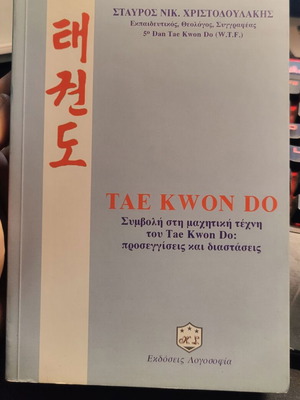 ΣΤΑΥΡΟΣ ΝΙΚ. ΧΡΙΣΤΟΔΟΥΛΑΚΗΣ
Εκπαιδευτικός, Θεολόγος, Συγγραφέας
5º Dan Tae Kwon Do (W.T.F.)
태권도
TAE KWON DO
Συμβολή στη μαχητική τέχνη
του Tae Kwon Do:
προσεγγίσεις και διαστάσεις
Κ.Σ.
Εκδόσεις Λογοσοφία